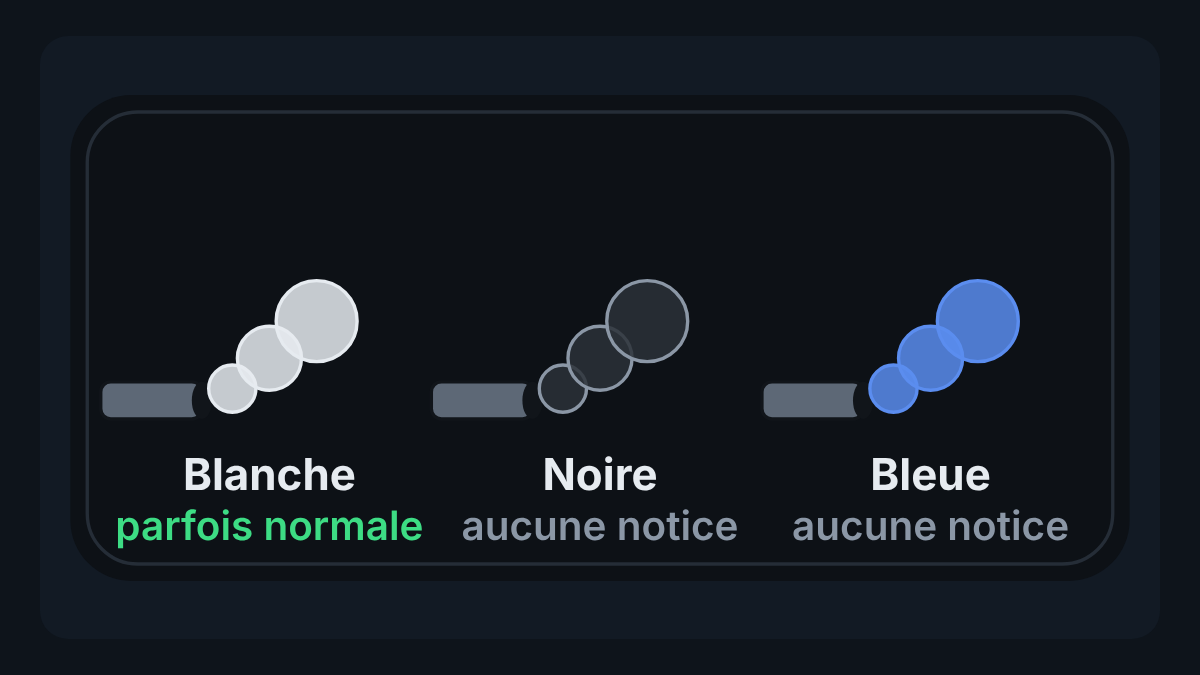 Blanche
parfois normale
Noire
aucune notice
Bleue
aucune notice